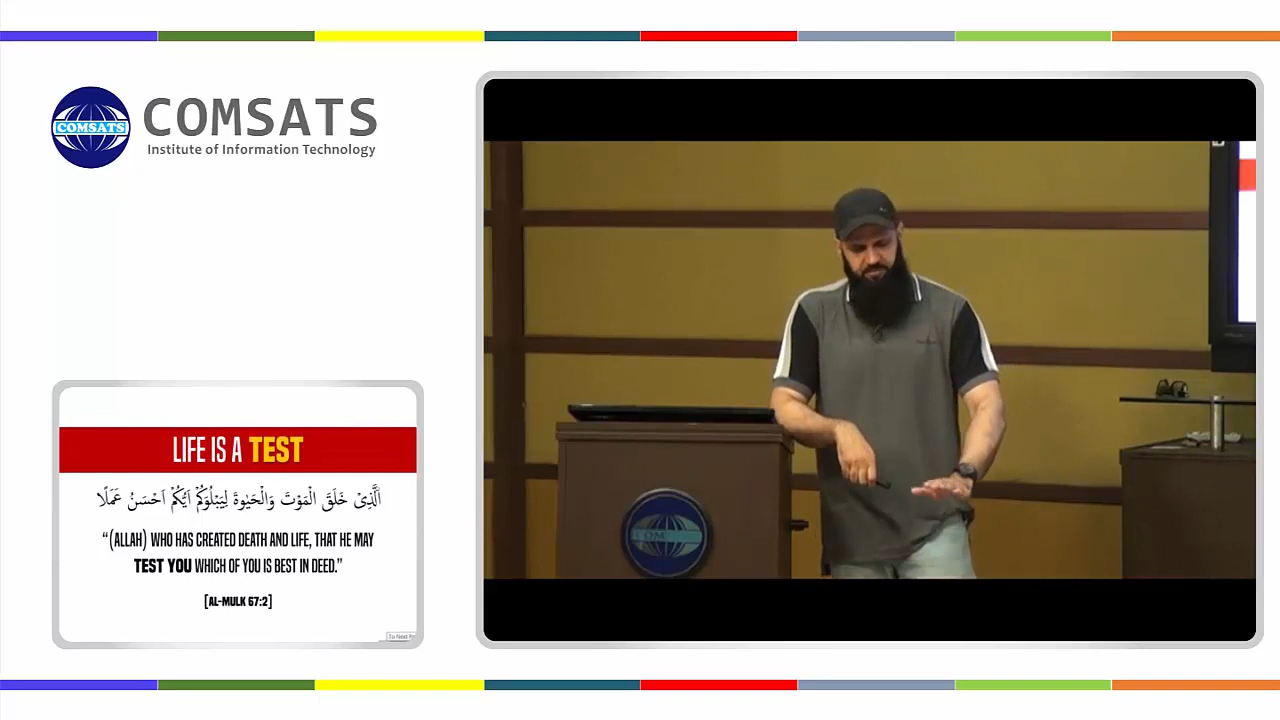 COMSATS
COMSATS
Institute of Information Technology
LIFE IS A TEST
الَّذِىْ خَلَقَ الْمَوْتَ وَالْحَيٰوةَ لِيَبْلُوَكُمْ اَيُّكُمْ اَحْسَنُ عَمَلًا
“(ALLAH) WHO HAS CREATED DEATH AND LIFE, THAT HE MAY
TEST YOU WHICH OF YOU IS BEST IN DEED.”
[AL-MULK 67:2]
COM